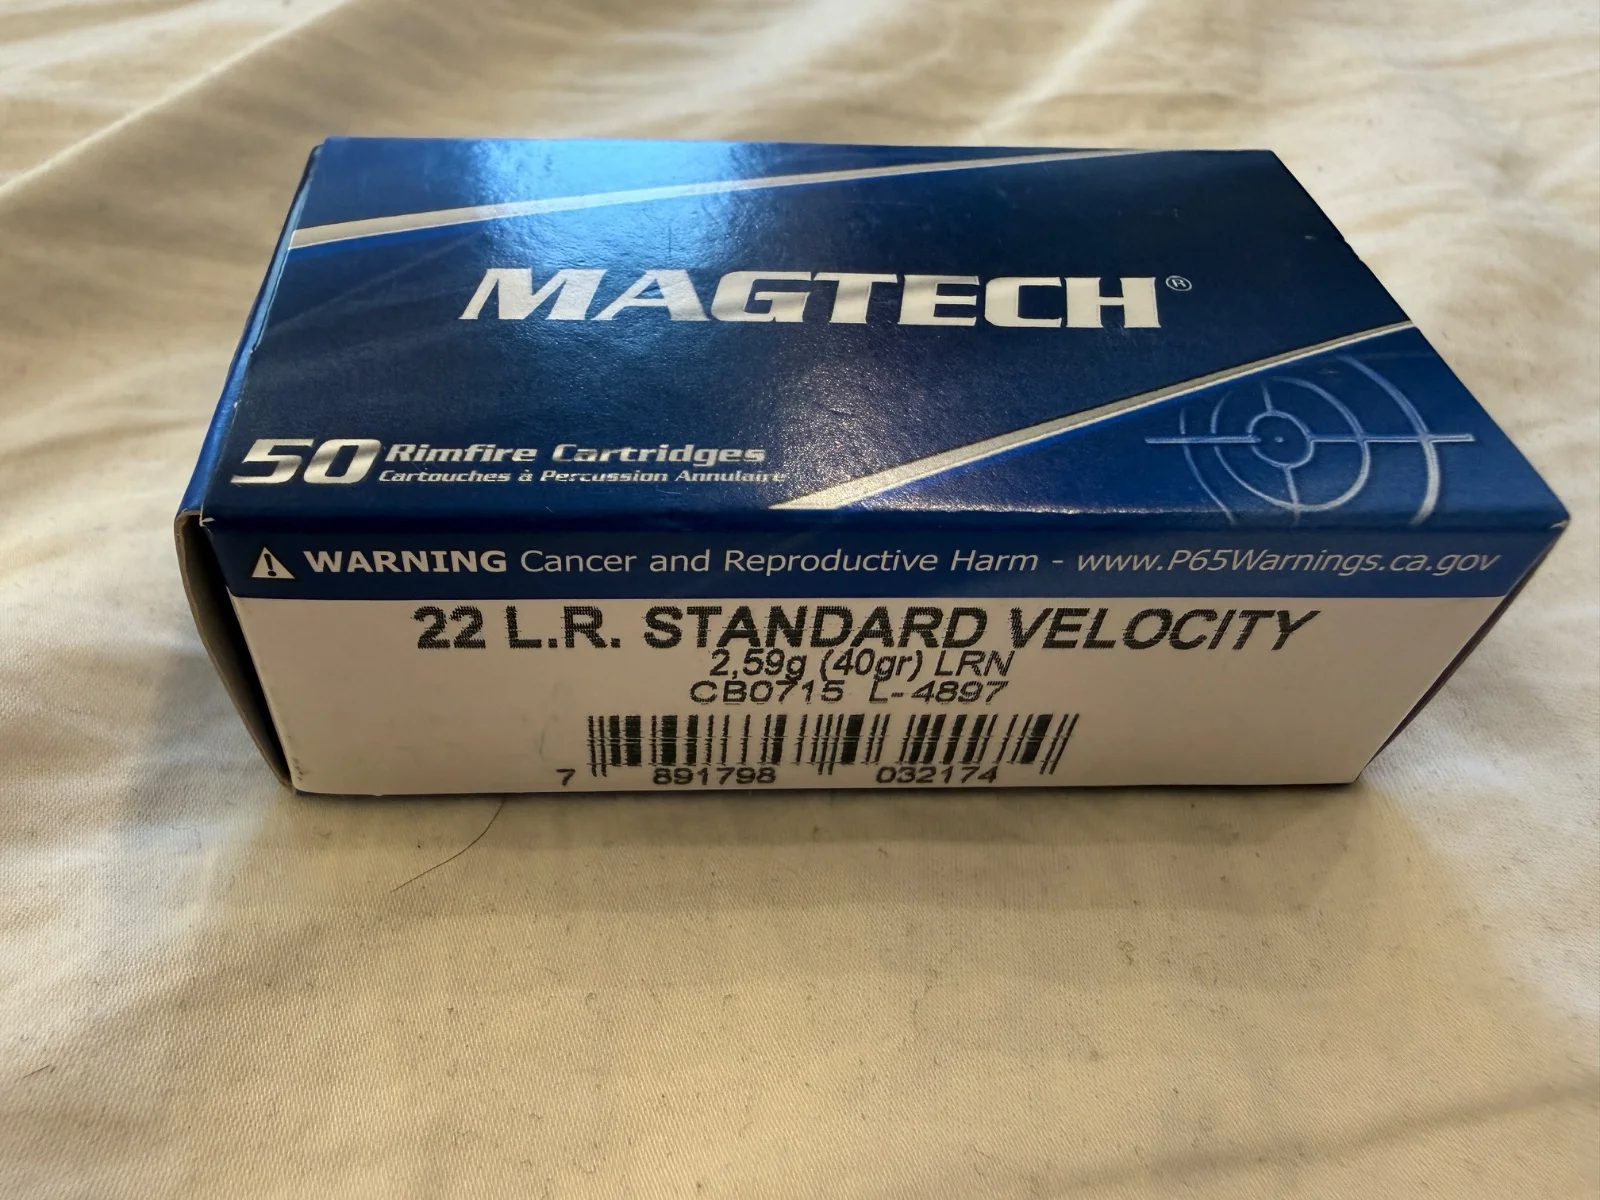 MAGTECH®
50 Rimfire Cartridges
Cartouches à Percussion Annulaire
WARNING Cancer and Reproductive Harm - www.P65Warnings.ca.gov
22 L.R. STANDARD VELOCITY
2,59g (40gr) LRN
CB0715 L-4897
7 891798 032174